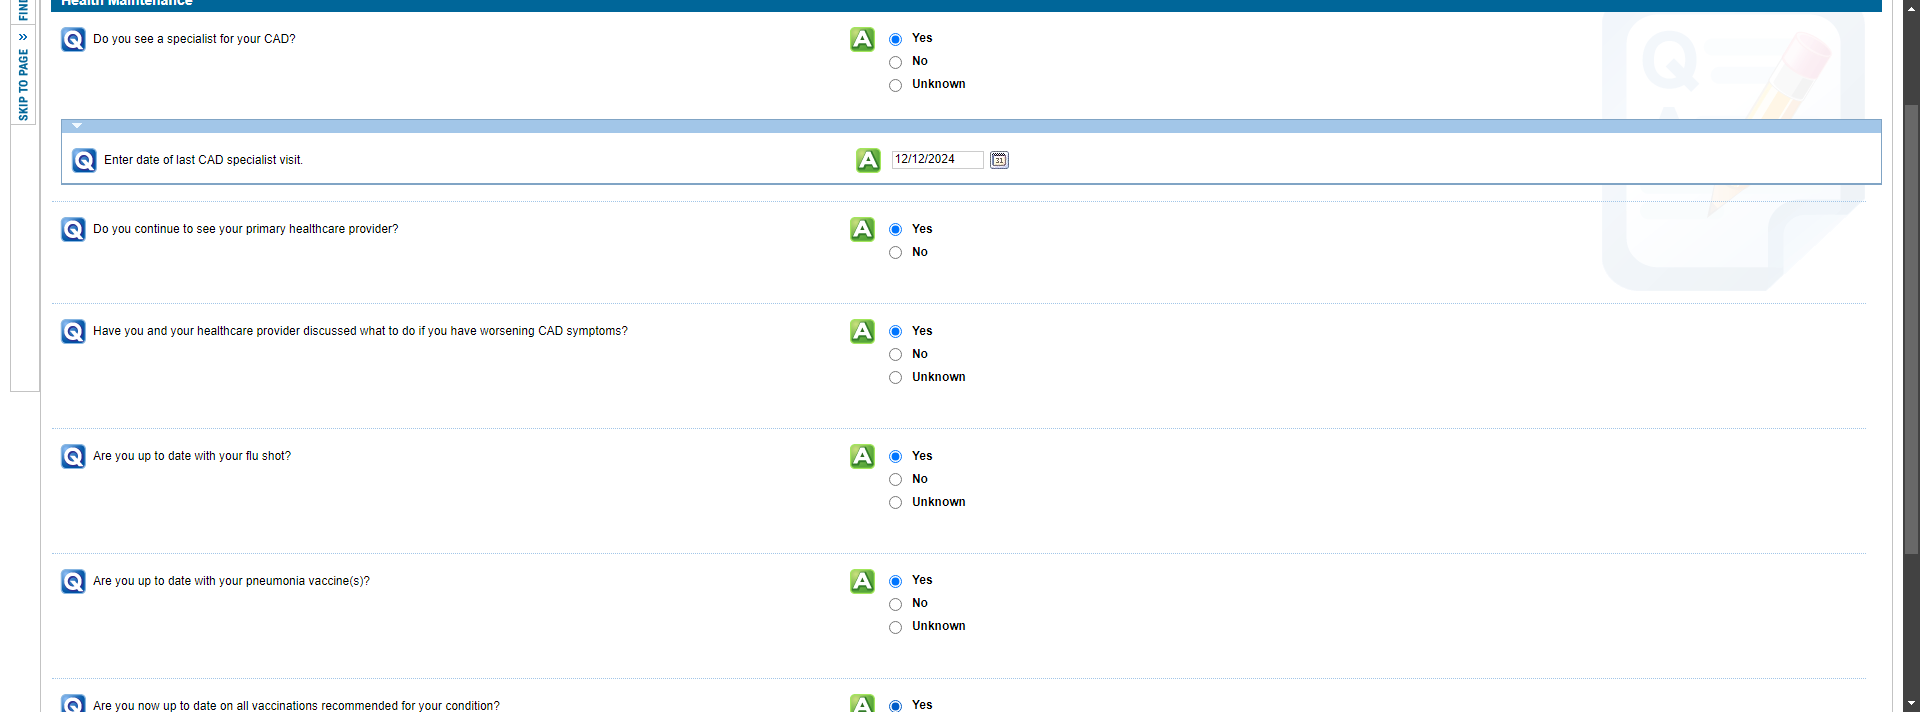 Health Maintenance
FIND
SKIP TO PAGE »
Q Do you see a specialist for your CAD? A Yes
No
Unknown
Q Enter date of last CAD specialist visit. A 12/12/2024 31
Q Do you continue to see your primary healthcare provider? A Yes
No
Q Have you and your healthcare provider discussed what to do if you have worsening CAD symptoms? A Yes
No
Unknown
Q Are you up to date with your flu shot? A Yes
No
Unknown
Q Are you up to date with your pneumonia vaccine(s)? A Yes
No
Unknown
Q Are you now up to date on all vaccinations recommended for your condition? A Yes